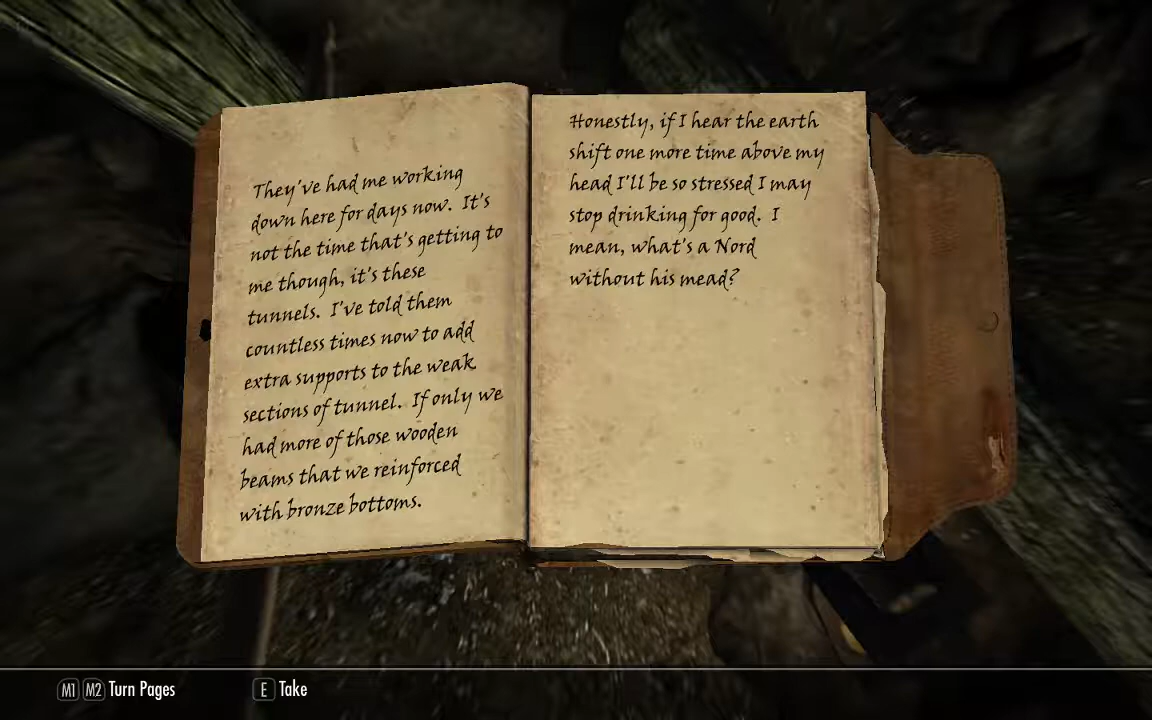 They've had me working
down here for days now.  It's
not the time that's getting to
me though, it's these
tunnels.  I've told them
countless times now to add
extra supports to the weak
sections of tunnel.  If only we
had more of those wooden
beams that we reinforced
with bronze bottoms.
Honestly, if I hear the earth
shift one more time above my
head I'll be so stressed I may
stop drinking for good.  I
mean, what's a Nord
without his mead?
M1 M2 Turn Pages E Take